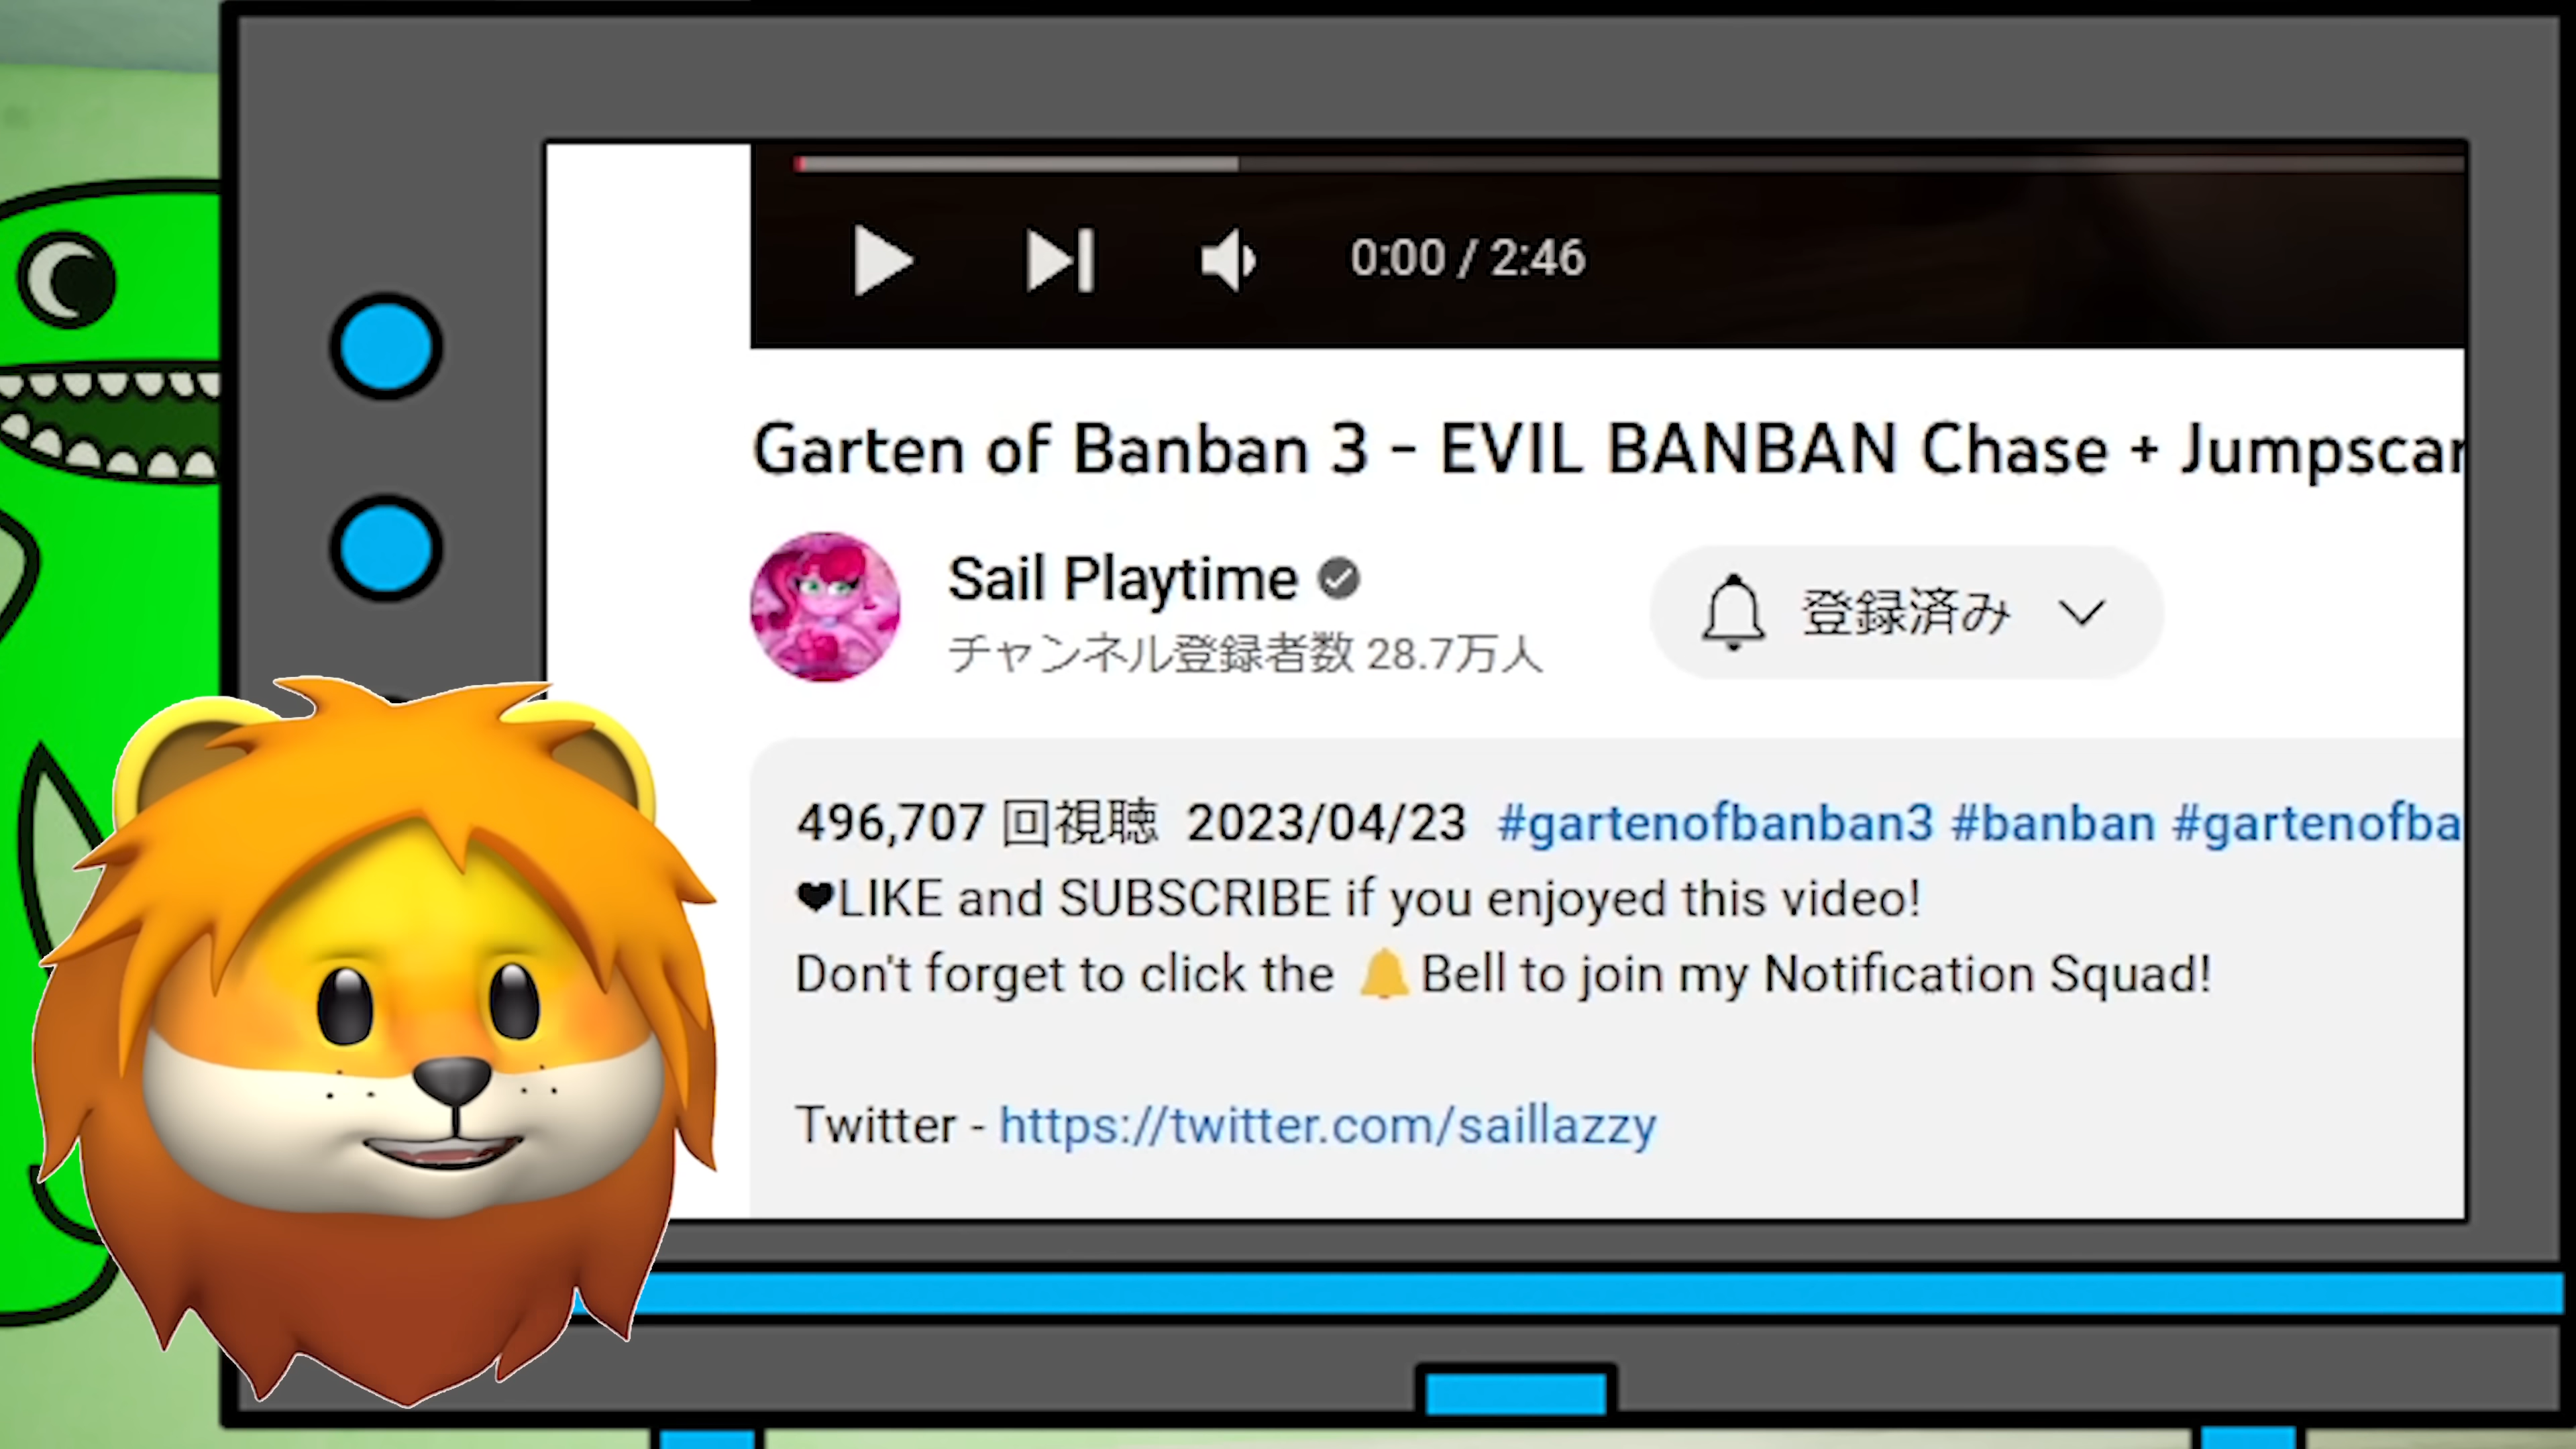 0:00 / 2:46
Garten of Banban 3 - EVIL BANBAN Chase + Jumpscar
Sail Playtime
チャンネル登録者数 28.7万人
登録済み
496,707 回視聴 2023/04/23 #gartenofbanban3 #banban #gartenofba
❤LIKE and SUBSCRIBE if you enjoyed this video!
Don't forget to click the 🔔Bell to join my Notification Squad!
Twitter - https://twitter.com/saillazzy